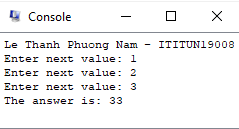 Console
Le Thanh Phuong Nam - ITITUN19008
Enter next value: 1
Enter next value: 2
Enter next value: 3
The answer is: 33